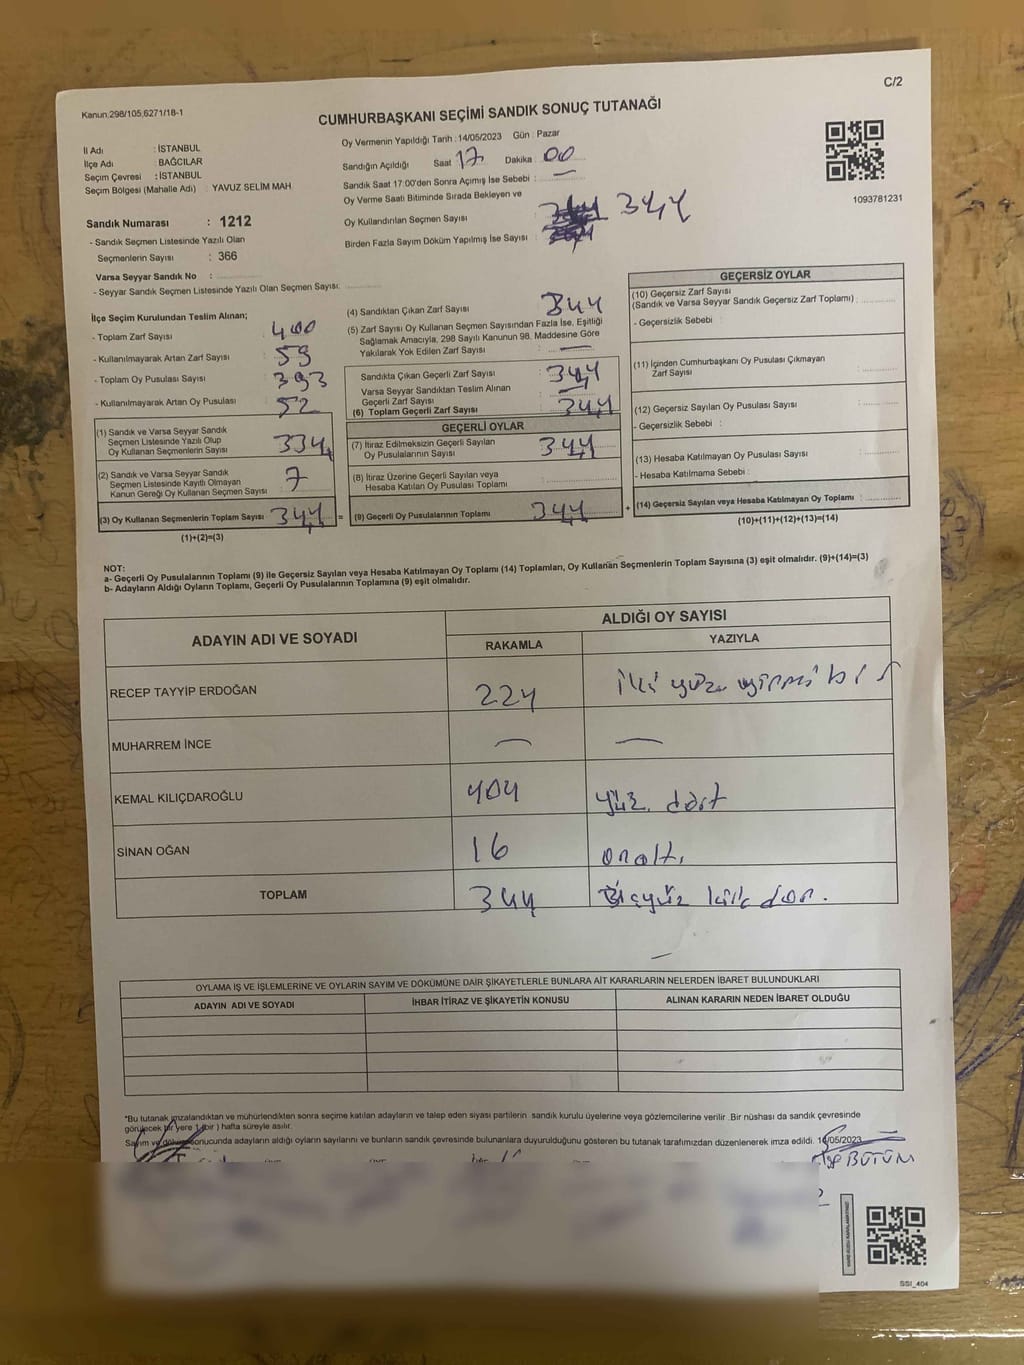 C/2
Kanun:298/105,6271/18-1
CUMHURBAŞKANI SEÇİMİ SANDIK SONUÇ TUTANAĞI
İl Adı : İSTANBUL
İlçe Adı : BAĞCILAR
Seçim Çevresi : İSTANBUL
Seçim Bölgesi (Mahalle Adı) : YAVUZ SELİM MAH
Oy Vermenin Yapıldığı Tarih : 14/05/2023 Gün : Pazar
Sandığın Açıldığı Saat 17 Dakika : 00
Sandık Saat 17:00'den Sonra Açımış İse Sebebi : —
Oy Verme Saati Bitiminde Sırada Bekleyen ve
Oy Kullandırılan Seçmen Sayısı : 344
Birden Fazla Sayım Döküm Yapılmış İse Sayısı :
1093781231
Sandık Numarası : 1212
- Sandık Seçmen Listesinde Yazılı Olan
Seçmenlerin Sayısı : 366
Varsa Seyyar Sandık No :
- Seyyar Sandık Seçmen Listesinde Yazılı Olan Seçmen Sayısı:
İlçe Seçim Kurulundan Teslim Alınan;
- Toplam Zarf Sayısı : 400
- Kullanılmayarak Artan Zarf Sayısı : 59
- Toplam Oy Pusulası Sayısı : 393
- Kullanılmayarak Artan Oy Pusulası : 52
(1) Sandık ve Varsa Seyyar Sandık
Seçmen Listesinde Yazılı Olup
Oy Kullanan Seçmenlerin Sayısı : 334
(2) Sandık ve Varsa Seyyar Sandık
Seçmen Listesinde Kayıtlı Olmayan
Kanun Gereği Oy Kullanan Seçmen Sayısı : 7
(3) Oy Kullanan Seçmenlerin Toplam Sayısı : 344 =
(1)+(2)=(3)
(4) Sandıktan Çıkan Zarf Sayısı : 344
(5) Zarf Sayısı Oy Kullanan Seçmen Sayısından Fazla İse, Eşitliği
Sağlamak Amacıyla, 298 Sayılı Kanunun 98. Maddesine Göre
Yakılarak Yok Edilen Zarf Sayısı : —
Sandıkta Çıkan Geçerli Zarf Sayısı : 344
Varsa Seyyar Sandıktan Teslim Alınan
Geçerli Zarf Sayısı : —
(6) Toplam Geçerli Zarf Sayısı : 344
GEÇERLİ OYLAR
(7) İtiraz Edilmeksizin Geçerli Sayılan
Oy Pusulalarının Sayısı : 344
(8) İtiraz Üzerine Geçerli Sayılan veya
Hesaba Katılan Oy Pusulası Toplamı :
(9) Geçerli Oy Pusulalarının Toplamı : 344 +
GEÇERSİZ OYLAR
(10) Geçersiz Zarf Sayısı
(Sandık ve Varsa Seyyar Sandık Geçersiz Zarf Toplamı) :
- Geçersizlik Sebebi :
(11) İçinden Cumhurbaşkanı Oy Pusulası Çıkmayan
Zarf Sayısı :
(12) Geçersiz Sayılan Oy Pusulası Sayısı :
- Geçersizlik Sebebi :
(13) Hesaba Katılmayan Oy Pusulası Sayısı :
- Hesaba Katılmama Sebebi :
(14) Geçersiz Sayılan veya Hesaba Katılmayan Oy Toplamı :
(10)+(11)+(12)+(13)=(14)
NOT:
a- Geçerli Oy Pusulalarının Toplamı (9) ile Geçersiz Sayılan veya Hesaba Katılmayan Oy Toplamı (14) Toplamları, Oy Kullanan Seçmenlerin Toplam Sayısına (3) eşit olmalıdır. (9)+(14)=(3)
b- Adayların Aldığı Oyların Toplamı, Geçerli Oy Pusulalarının Toplamına (9) eşit olmalıdır.
ADAYIN ADI VE SOYADI ALDIĞI OY SAYISI
RAKAMLA YAZIYLA
RECEP TAYYİP ERDOĞAN 224 iki yüz yirmi bir
MUHARREM İNCE — —
KEMAL KILIÇDAROĞLU 404 yüz dört
SİNAN OĞAN 16 onaltı
TOPLAM 344
OYLAMA İŞ VE İŞLEMLERİNE VE OYLARIN SAYIM VE DÖKÜMÜNE DAİR ŞİKAYETLERLE BUNLARA AİT KARARLARIN NELERDEN İBARET BULUNDUKLARI
ADAYIN ADI VE SOYADI İHBAR İTİRAZ VE ŞİKAYETİN KONUSU ALINAN KARARIN NEDEN İBARET OLDUĞU
*Bu tutanak imzalandıktan ve mühürlendikten sonra seçime katılan adayların ve talep eden siyasi partilerin sandık kurulu üyelerine veya gözlemcilerine verilir .Bir nüshası da sandık çevresinde
görülecek bir yere 1 (bir ) hafta süreyle asılır.
Sayım ve döküm sonucunda adayların aldığı oyların sayılarını ve bunların sandık çevresinde bulunanlara duyurulduğunu gösteren bu tutanak tarafımızdan düzenlenerek imza edildi. 14/05/2023
BÜTÜM
SSI_404